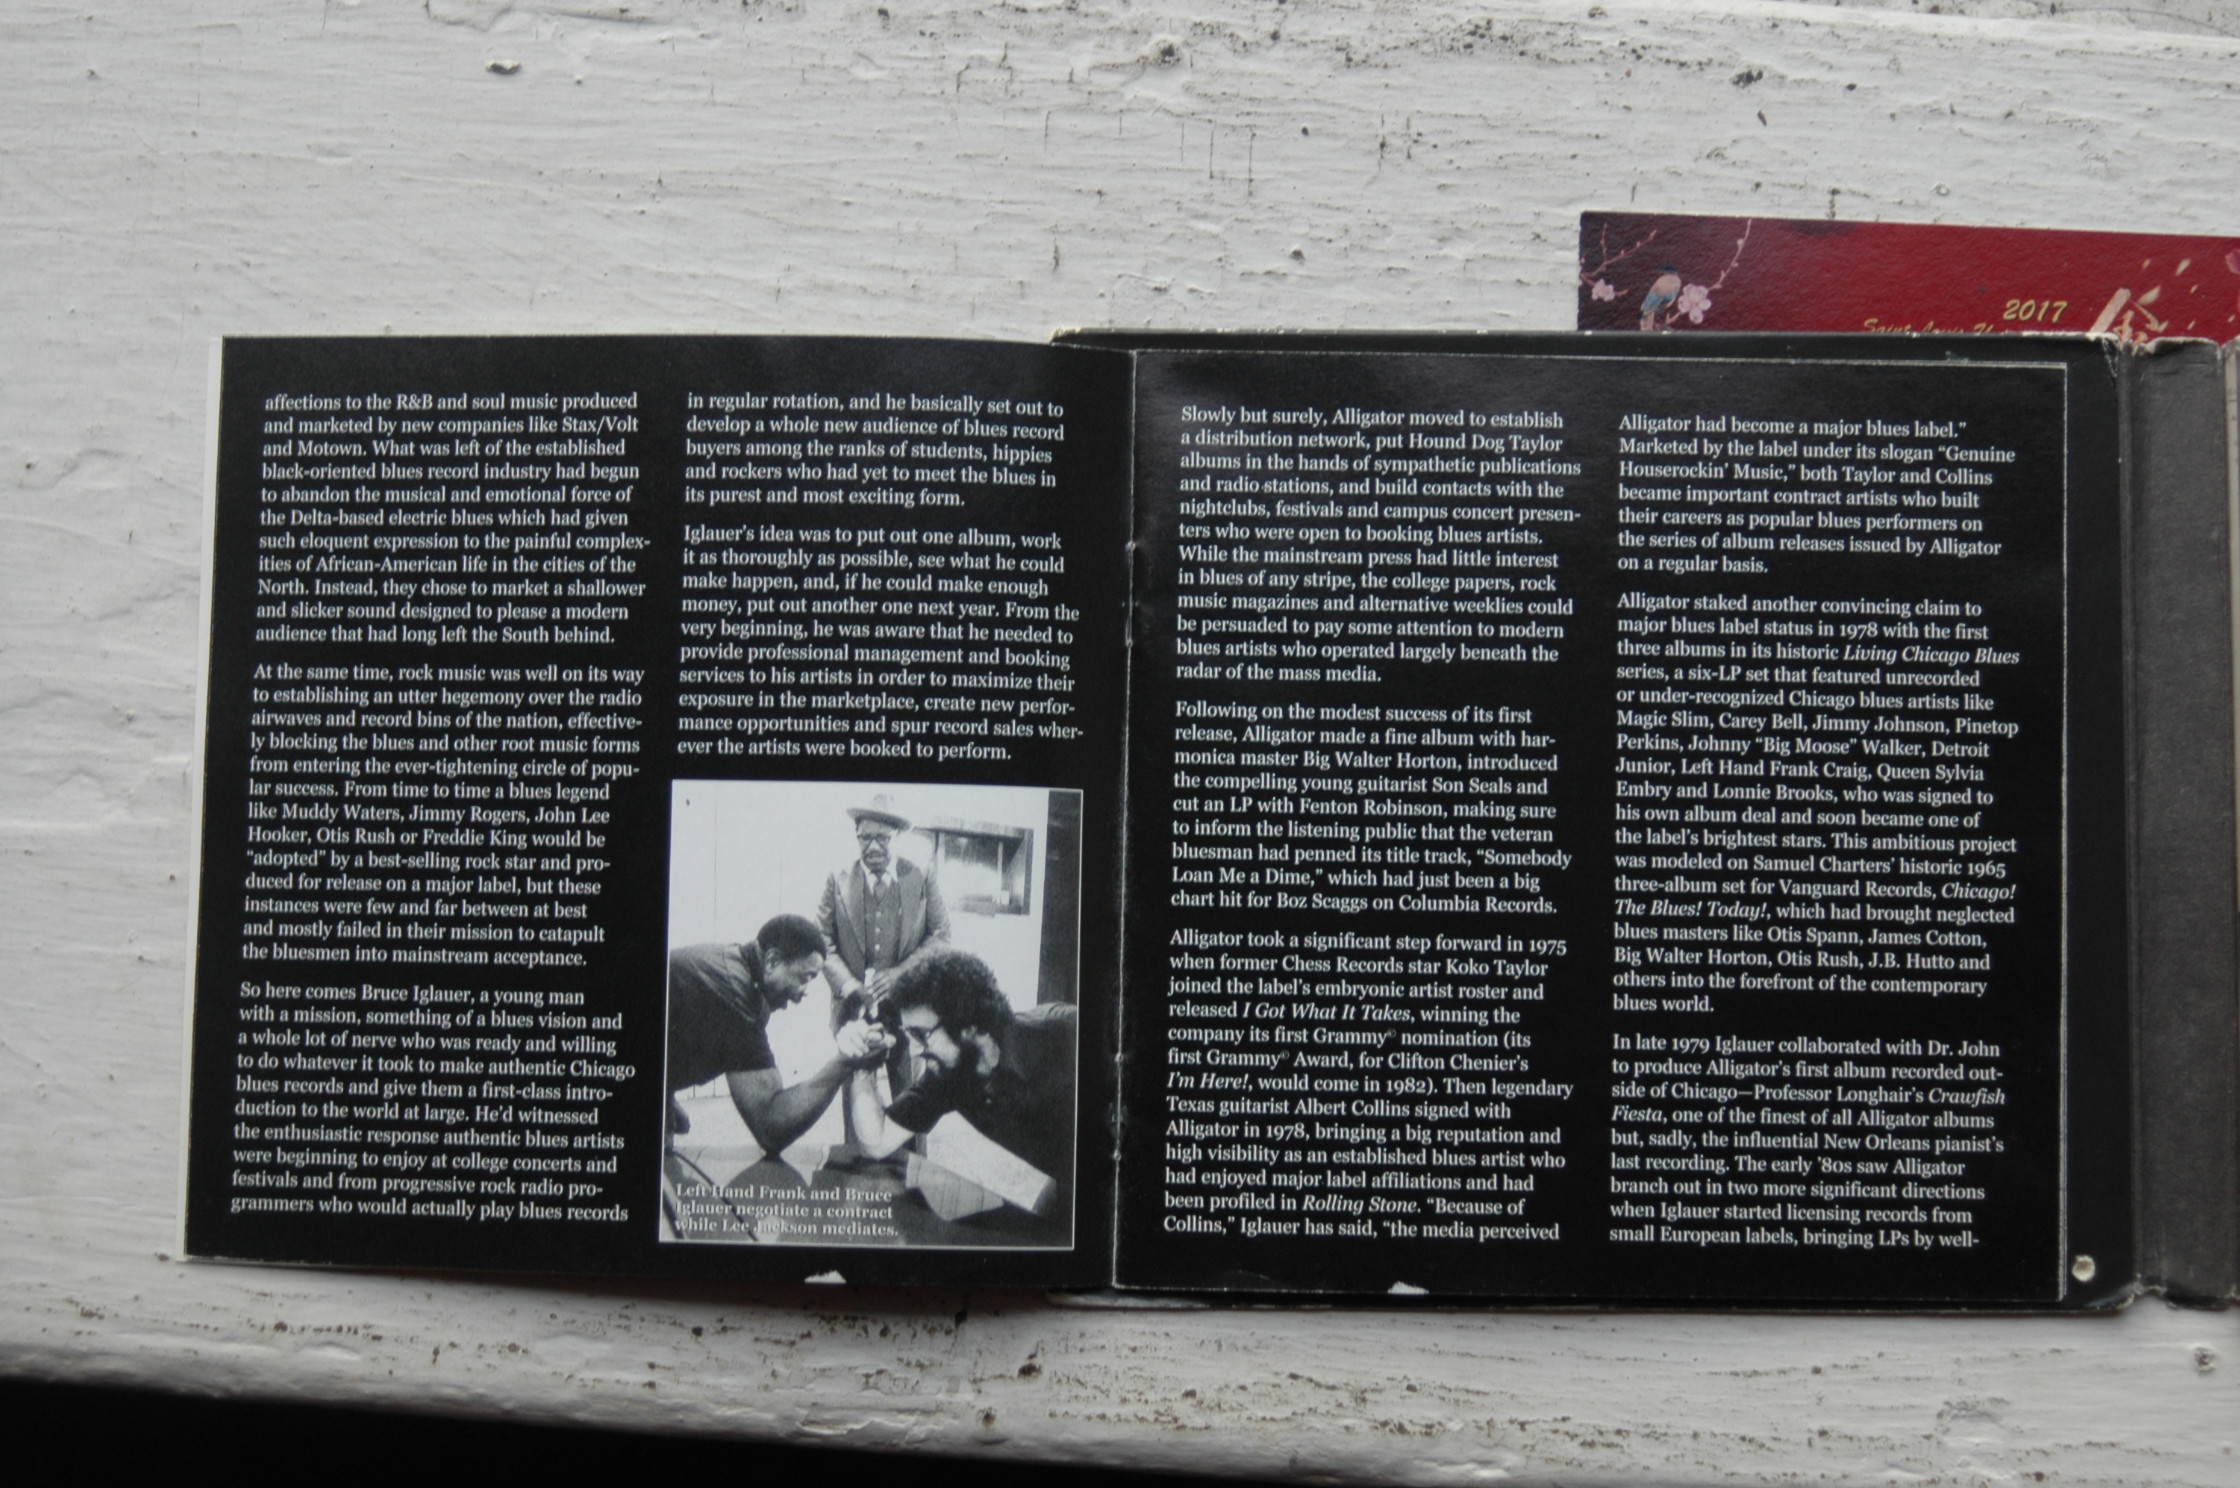 2017
affections to the R&B and soul music produced
and marketed by new companies like Stax/Volt
and Motown. What was left of the established
black-oriented blues record industry had begun
to abandon the musical and emotional force of
the Delta-based electric blues which had given
such eloquent expression to the painful complex-
ities of African-American life in the cities of the
North. Instead, they chose to market a shallower
and slicker sound designed to please a modern
audience that had long left the South behind.
At the same time, rock music was well on its way
to establishing an utter hegemony over the radio
airwaves and record bins of the nation, effective-
ly blocking the blues and other root music forms
from entering the ever-tightening circle of popu-
lar success. From time to time a blues legend
like Muddy Waters, Jimmy Rogers, John Lee
Hooker, Otis Rush or Freddie King would be
"adopted" by a best-selling rock star and pro-
duced for release on a major label, but these
instances were few and far between at best
and mostly failed in their mission to catapult
the bluesmen into mainstream acceptance.
So here comes Bruce Iglauer, a young man
with a mission, something of a blues vision and
a whole lot of nerve who was ready and willing
to do whatever it took to make authentic Chicago
blues records and give them a first-class intro-
duction to the world at large. He'd witnessed
the enthusiastic response authentic blues artists
were beginning to enjoy at college concerts and
festivals and from progressive rock radio pro-
grammers who would actually play blues records
in regular rotation, and he basically set out to
develop a whole new audience of blues record
buyers among the ranks of students, hippies
and rockers who had yet to meet the blues in
its purest and most exciting form.
Iglauer's idea was to put out one album, work
it as thoroughly as possible, see what he could
make happen, and, if he could make enough
money, put out another one next year. From the
very beginning, he was aware that he needed to
provide professional management and booking
services to his artists in order to maximize their
exposure in the marketplace, create new perfor-
mance opportunities and spur record sales wher-
ever the artists were booked to perform.
Left Hand Frank and Bruce
Iglauer negotiate a contract
while Lee Jackson mediates.
Slowly but surely, Alligator moved to establish
a distribution network, put Hound Dog Taylor
albums in the hands of sympathetic publications
and radio stations, and build contacts with the
nightclubs, festivals and campus concert presen-
ters who were open to booking blues artists.
While the mainstream press had little interest
in blues of any stripe, the college papers, rock
music magazines and alternative weeklies could
be persuaded to pay some attention to modern
blues artists who operated largely beneath the
radar of the mass media.
Following on the modest success of its first
release, Alligator made a fine album with har-
monica master Big Walter Horton, introduced
the compelling young guitarist Son Seals and
cut an LP with Fenton Robinson, making sure
to inform the listening public that the veteran
bluesman had penned its title track, "Somebody
Loan Me a Dime," which had just been a big
chart hit for Boz Scaggs on Columbia Records.
Alligator took a significant step forward in 1975
when former Chess Records star Koko Taylor
joined the label's embryonic artist roster and
released I Got What It Takes, winning the
company its first Grammy® nomination (its
first Grammy® Award, for Clifton Chenier's
I'm Here!, would come in 1982). Then legendary
Texas guitarist Albert Collins signed with
Alligator in 1978, bringing a big reputation and
high visibility as an established blues artist who
had enjoyed major label affiliations and had
been profiled in Rolling Stone. "Because of
Collins," Iglauer has said, "the media perceived
Alligator had become a major blues label."
Marketed by the label under its slogan "Genuine
Houserockin' Music," both Taylor and Collins
became important contract artists who built
their careers as popular blues performers on
the series of album releases issued by Alligator
on a regular basis.
Alligator staked another convincing claim to
major blues label status in 1978 with the first
three albums in its historic Living Chicago Blues
series, a six-LP set that featured unrecorded
or under-recognized Chicago blues artists like
Magic Slim, Carey Bell, Jimmy Johnson, Pinetop
Perkins, Johnny "Big Moose" Walker, Detroit
Junior, Left Hand Frank Craig, Queen Sylvia
Embry and Lonnie Brooks, who was signed to
his own album deal and soon became one of
the label's brightest stars. This ambitious project
was modeled on Samuel Charters' historic 1965
three-album set for Vanguard Records, Chicago!
The Blues! Today!, which had brought neglected
blues masters like Otis Spann, James Cotton,
Big Walter Horton, Otis Rush, J.B. Hutto and
others into the forefront of the contemporary
blues world.
In late 1979 Iglauer collaborated with Dr. John
to produce Alligator's first album recorded out-
side of Chicago—Professor Longhair's Crawfish
Fiesta, one of the finest of all Alligator albums
but, sadly, the influential New Orleans pianist's
last recording. The early '80s saw Alligator
branch out in two more significant directions
when Iglauer started licensing records from
small European labels, bringing LPs by well-